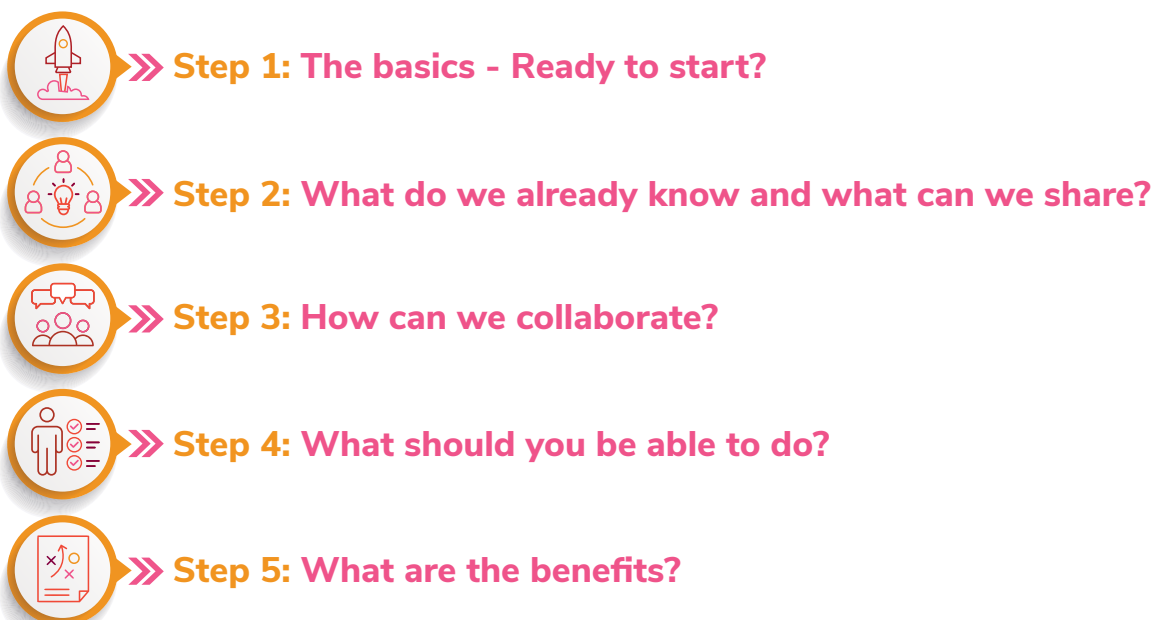 Step 1: The basics - Ready to start?
Step 2: What do we already know and what can we share?
Step 3: How can we collaborate?
Step 4: What should you be able to do?
Step 5: What are the benefits?